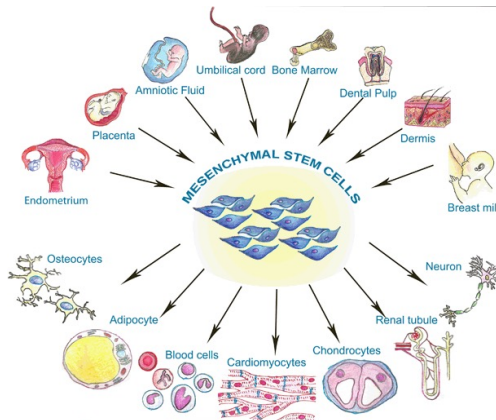 Umbilical cord
Bone Marrow
Amniotic Fluid
Dental Pulp
Placenta
Dermis
MESENCHYMAL STEM CELLS
Endometrium
Breast mil
Osteocytes
Neuron
Adipocyte
Renal tubule
Blood cells
Cardiomyocytes
Chondrocytes